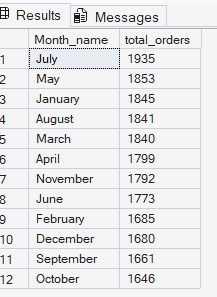 Results Messages
Month_name total_orders
1 July 1935
2 May 1853
3 January 1845
4 August 1841
5 March 1840
6 April 1799
7 November 1792
8 June 1773
9 February 1685
10 December 1680
11 September 1661
12 October 1646